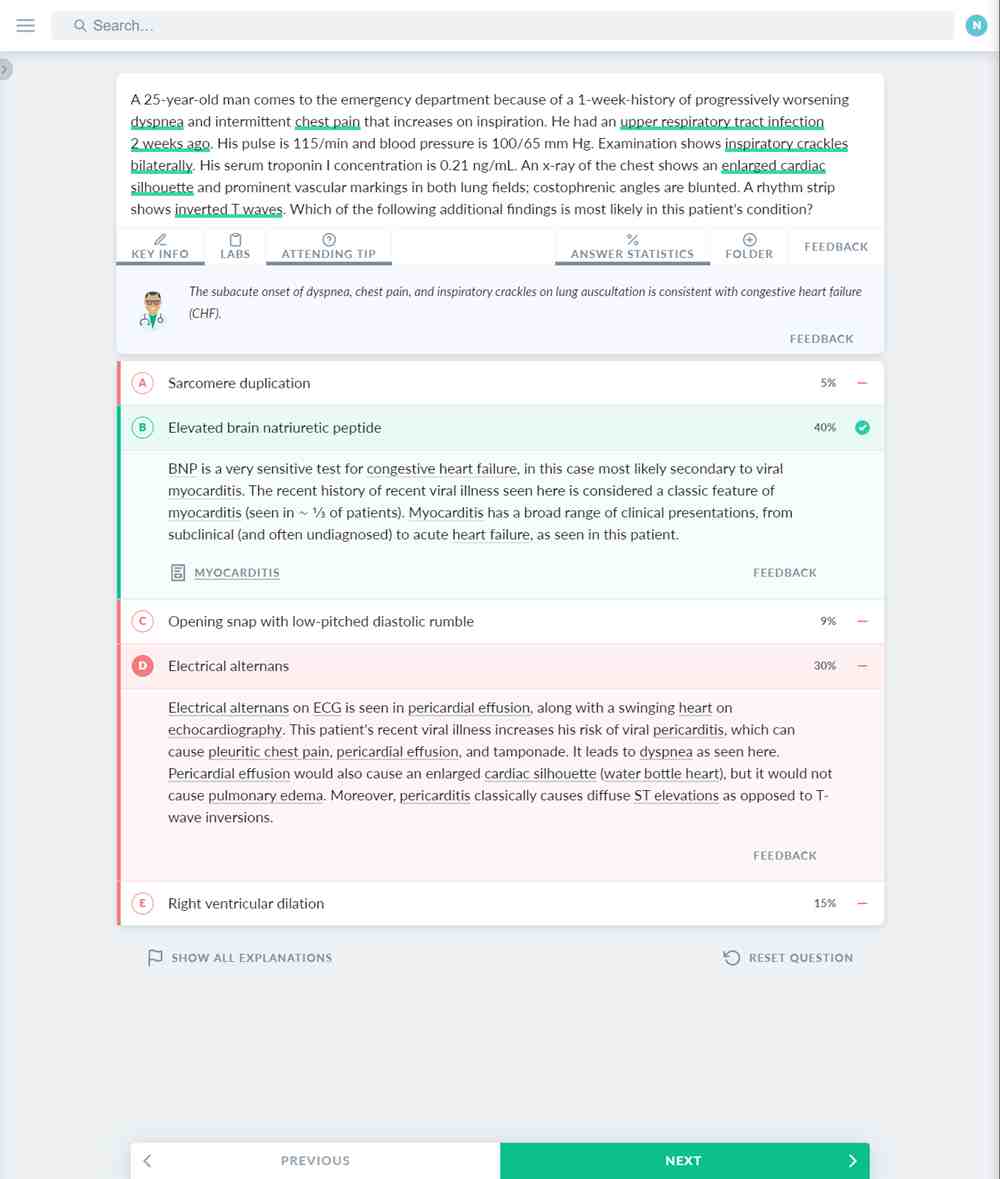 Search...
N
A 25-year-old man comes to the emergency department because of a 1-week-history of progressively worsening
dyspnea and intermittent chest pain that increases on inspiration. He had an upper respiratory tract infection
2 weeks ago. His pulse is 115/min and blood pressure is 100/65 mm Hg. Examination shows inspiratory crackles
bilaterally. His serum troponin I concentration is 0.21 ng/mL. An x-ray of the chest shows an enlarged cardiac
silhouette and prominent vascular markings in both lung fields; costophrenic angles are blunted. A rhythm strip
shows inverted T waves. Which of the following additional findings is most likely in this patient's condition?
KEY INFO
LABS
ATTENDING TIP
ANSWER STATISTICS
FOLDER
FEEDBACK
The subacute onset of dyspnea, chest pain, and inspiratory crackles on lung auscultation is consistent with congestive heart failure
(CHF).
FEEDBACK
A Sarcomere duplication 5%
B Elevated brain natriuretic peptide 40%
BNP is a very sensitive test for congestive heart failure, in this case most likely secondary to viral
myocarditis. The recent history of recent viral illness seen here is considered a classic feature of
myocarditis (seen in ~ ⅓ of patients). Myocarditis has a broad range of clinical presentations, from
subclinical (and often undiagnosed) to acute heart failure, as seen in this patient.
MYOCARDITIS FEEDBACK
C Opening snap with low-pitched diastolic rumble 9%
D Electrical alternans 30%
Electrical alternans on ECG is seen in pericardial effusion, along with a swinging heart on
echocardiography. This patient's recent viral illness increases his risk of viral pericarditis, which can
cause pleuritic chest pain, pericardial effusion, and tamponade. It leads to dyspnea as seen here.
Pericardial effusion would also cause an enlarged cardiac silhouette (water bottle heart), but it would not
cause pulmonary edema. Moreover, pericarditis classically causes diffuse ST elevations as opposed to T-
wave inversions.
FEEDBACK
E Right ventricular dilation 15%
SHOW ALL EXPLANATIONS RESET QUESTION
PREVIOUS NEXT